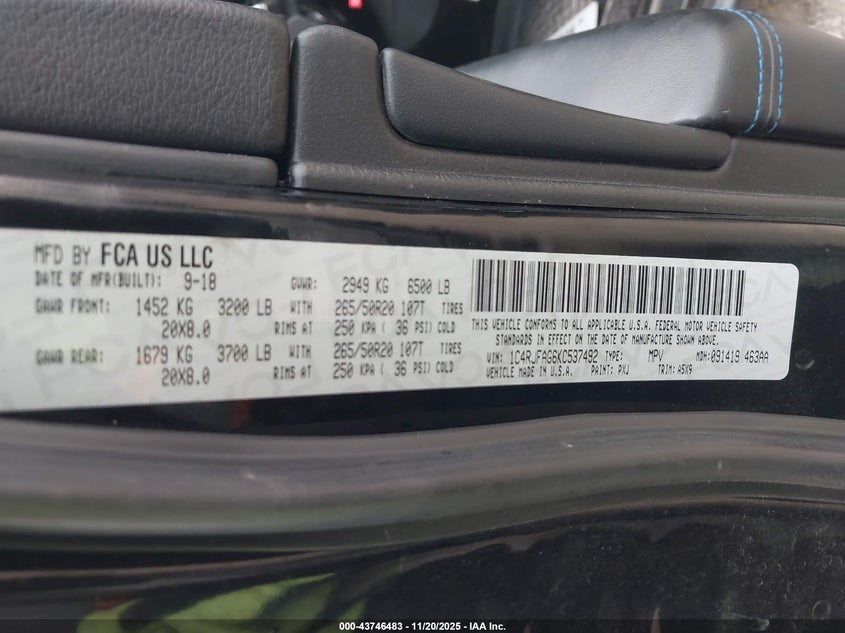 MFD BY FCA US LLC
DATE OF MFR(BUILT): 9-18 GVWR: 2949 KG 6500 LB
GAWR FRONT: 1452 KG 3200 LB WITH 265/50R20 107T TIRES
20X8.0 RIMS AT 250 KPA ( 36 PSI) COLD
GAWR REAR: 1679 KG 3700 LB WITH 265/50R20 107T TIRES
20X8.0 RIMS AT 250 KPA ( 36 PSI) COLD
THIS VEHICLE CONFORMS TO ALL APPLICABLE U.S.A. FEDERAL MOTOR VEHICLE SAFETY
STANDARDS IN EFFECT ON THE DATE OF MANUFACTURE SHOWN ABOVE.
VIN: 1C4RJFAG6KC537492 TYPE: MPV MDH:091419 463AA
VEHICLE MADE IN U.S.A. PAINT: PXJ TRIM: A5X9
000-43746483 - 11/20/2025 - IAA Inc.